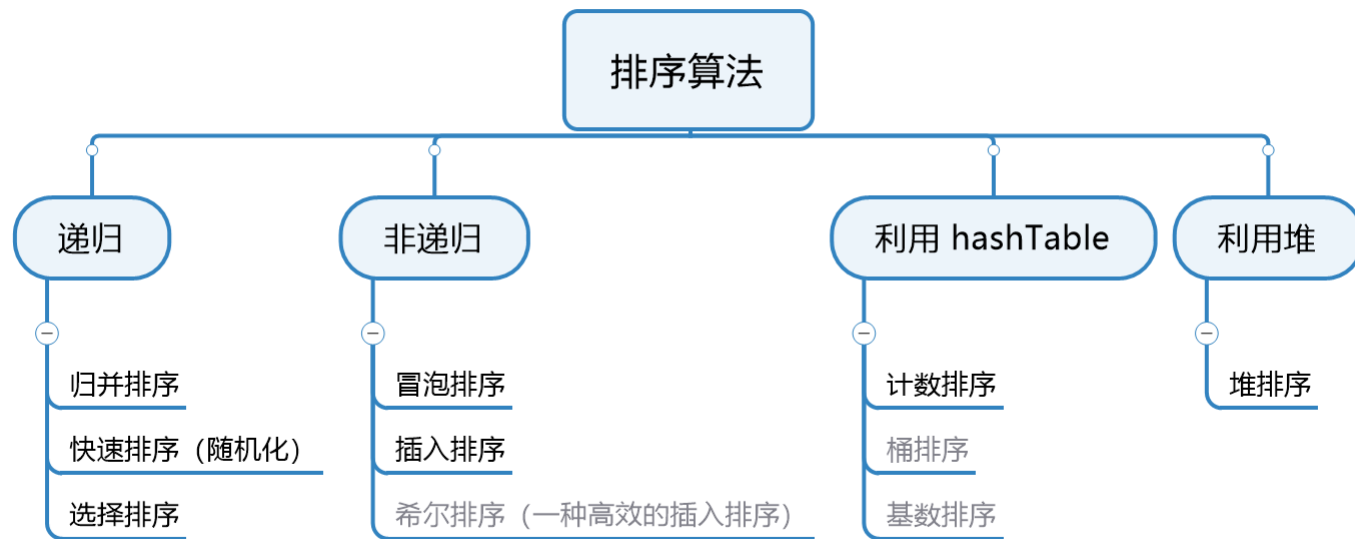 排序算法
递归
非递归
利用 hashTable
利用堆
归并排序
快速排序（随机化）
选择排序
冒泡排序
插入排序
希尔排序（一种高效的插入排序）
计数排序
桶排序
基数排序
堆排序